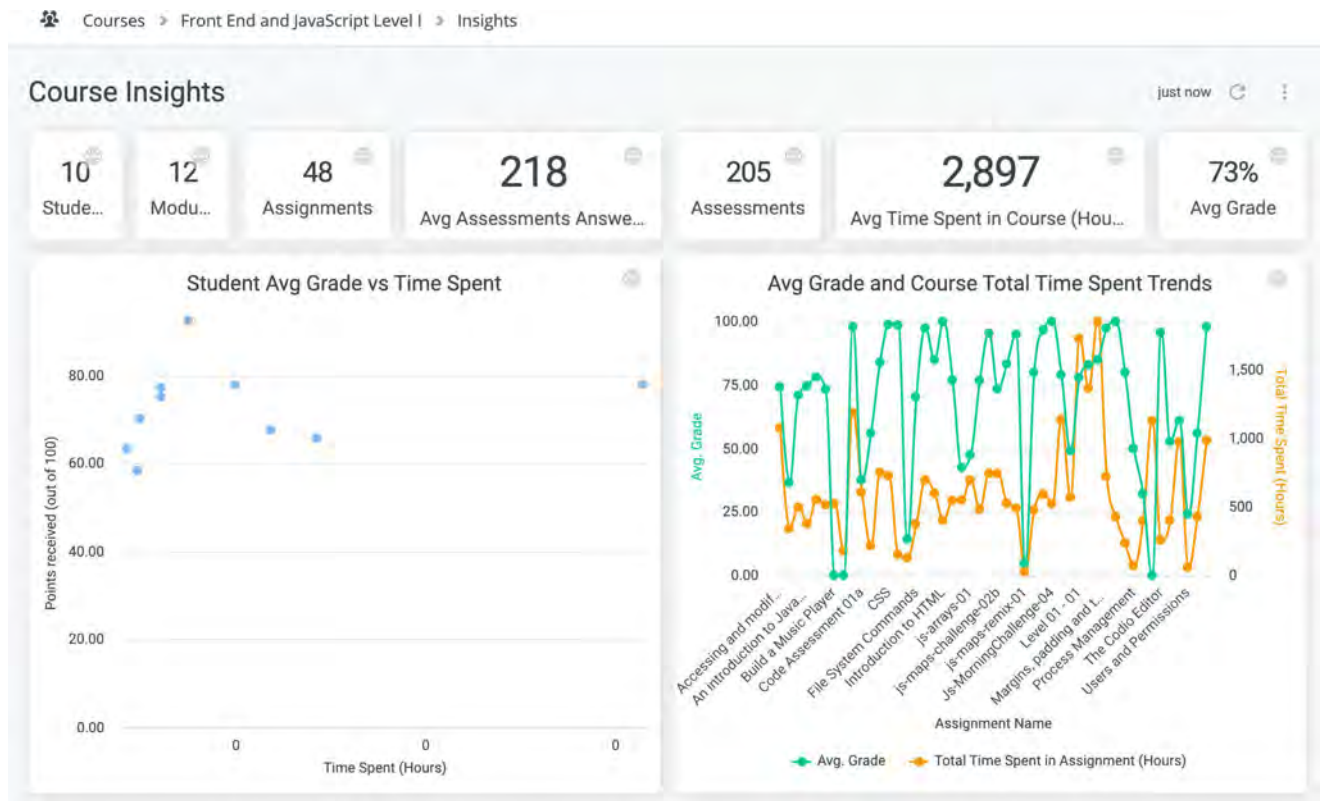 Courses > Front End and JavaScript Level I > Insights
Course Insights
just now
10
Stude...
12
Modu...
48
Assignments
218
Avg Assessments Answe...
205
Assessments
2,897
Avg Time Spent in Course (Hou...
73%
Avg Grade
Student Avg Grade vs Time Spent
Points received (out of 100)
80.00
60.00
40.00
20.00
0.00
0
0
0
Time Spent (Hours)
Avg Grade and Course Total Time Spent Trends
Avg. Grade
100.00
75.00
50.00
25.00
0.00
1,500
1,000
500
0
Total Time Spent (Hours)
Accessing and modif...
An introduction to Java...
Build a Music Player
Code Assessment 01a
CSS
File System Commands
Introduction to HTML
js-arrays-01
js-maps-challenge-02b
js-maps-remix-01
Js-MorningChallenge-04
Level 01 - 01
Margins, padding and t...
Process Management
The Codio Editor
Users and Permissions
Assignment Name
Avg. Grade
Total Time Spent in Assignment (Hours)